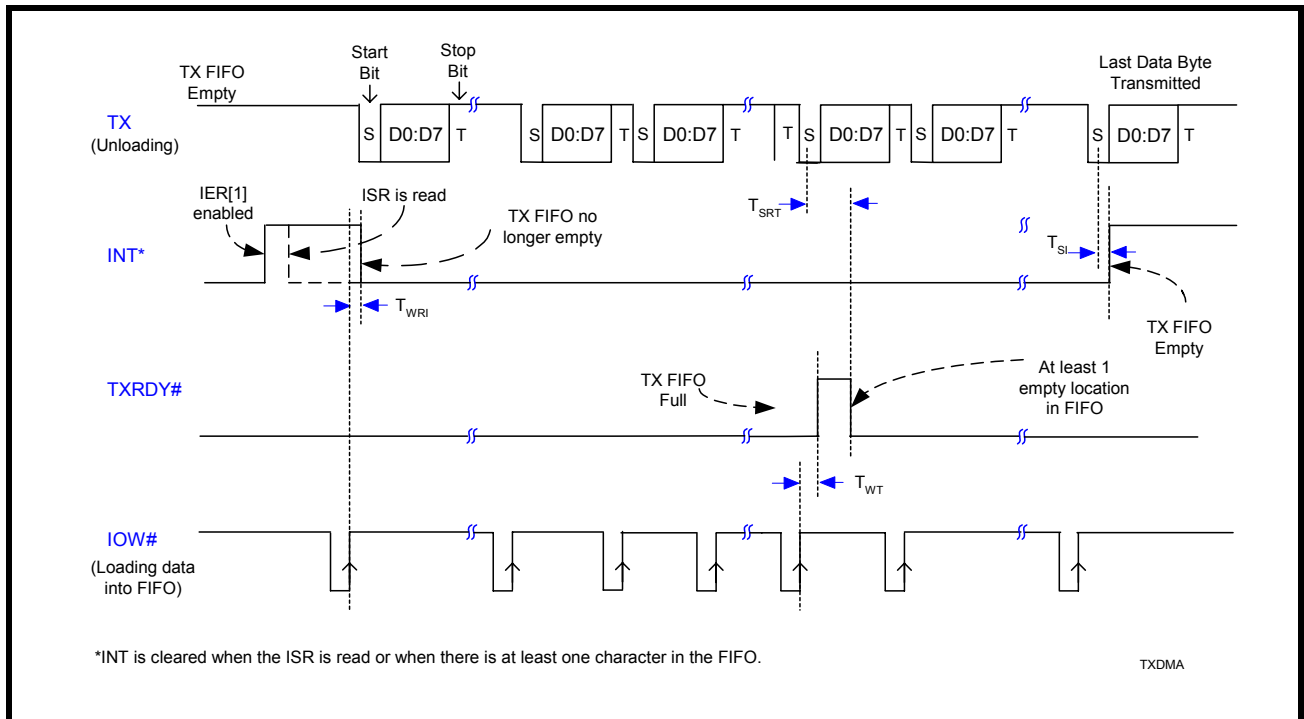 TX FIFO
Empty
Start
Bit
Stop
Bit
Last Data Byte
Transmitted
TX
(Unloading)
S D0:D7 T S D0:D7 T S D0:D7 T T S D0:D7 T S D0:D7 T S D0:D7 T
IER[1]
enabled
ISR is read
TX FIFO no
longer empty
TSRT
INT*
TSI
TWRI
TX FIFO
Empty
TXRDY#
TX FIFO
Full
At least 1
empty location
in FIFO
TWT
IOW#
(Loading data
into FIFO)
*INT is cleared when the ISR is read or when there is at least one character in the FIFO.
TXDMA